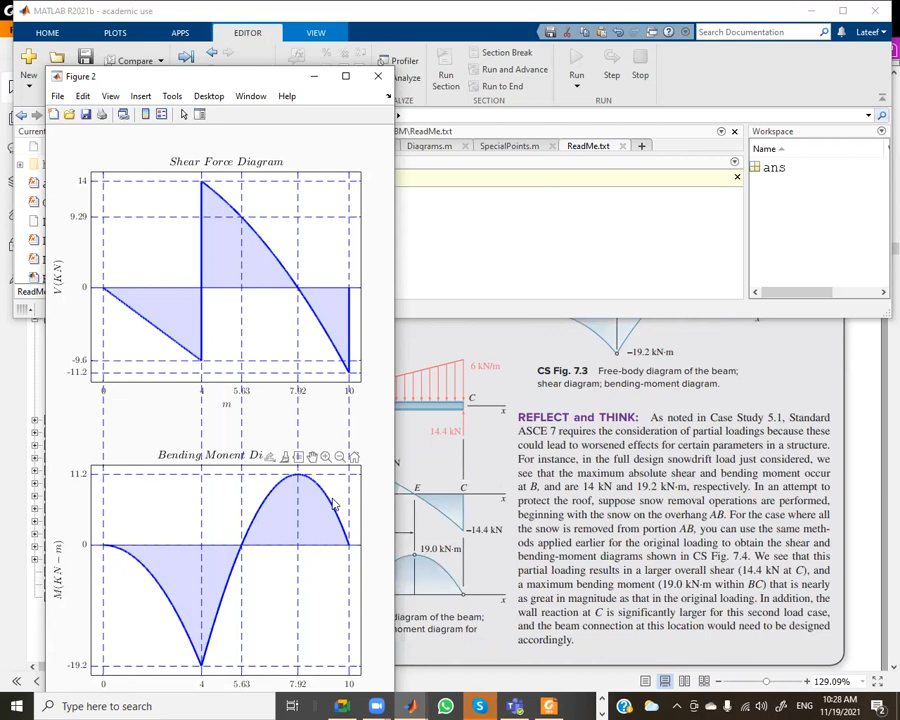 MATLAB R2021b - academic use
HOME PLOTS APPS EDITOR VIEW
Search Documentation
Lateef
New
Compare
Profiler
Analyze
ALYZE
Run Section
Section Break
Run and Advance
Run to End
SECTION
Run
Step
Stop
RUN
Figure 2
File Edit View Insert Tools Desktop Window Help
BM\ReadMe.txt
Diagrams.m
SpecialPoints.m
ReadMe.txt
Workspace
Name
ans
Curren
ReadMe
Shear Force Diagram
14
9.29
0
-9.6
-11.2
V(KN)
0 4 5.63 7.92 10
m
Bending Monent Di
11.2
0
-19.2
M(KN-m)
0 4 5.63 7.92 10
6 kN/m
C
x
14.4 kN
E
C
x
-14.4 kN
19.0 kN·m
x
x
−19.2 kN·m
CS Fig. 7.3 Free-body diagram of the beam;
shear diagram; bending-moment diagram.
diagram of the beam;
moment diagram for
REFLECT and THINK: As noted in Case Study 5.1, Standard
ASCE 7 requires the consideration of partial loadings because these
could lead to worsened effects for certain parameters in a structure.
For instance, in the full design snowdrift load just considered, we
see that the maximum absolute shear and bending moment occur
at B, and are 14 kN and 19.2 kN·m, respectively. In an attempt to
protect the roof, suppose snow removal operations are performed,
beginning with the snow on the overhang AB. For the case where all
the snow is removed from portion AB, you can use the same meth-
ods applied earlier for the original loading to obtain the shear and
bending-moment diagrams shown in CS Fig. 7.4. We see that this
partial loading results in a larger overall shear (14.4 kN at C), and
a maximum bending moment (19.0 kN·m within BC) that is nearly
as great in magnitude as that in the original loading. In addition, the
wall reaction at C is significantly larger for this second load case,
and the beam connection at this location would need to be designed
accordingly.
129.09%
Type here to search
10:28 AM
11/19/2021
2